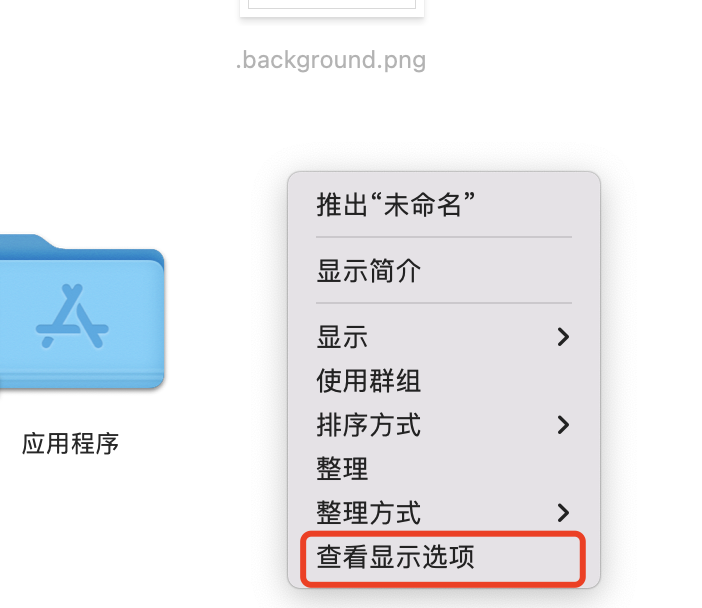 .background.png
推出“未命名”
显示简介
显示
使用群组
排序方式
应用程序
整理
整理方式
查看显示选项